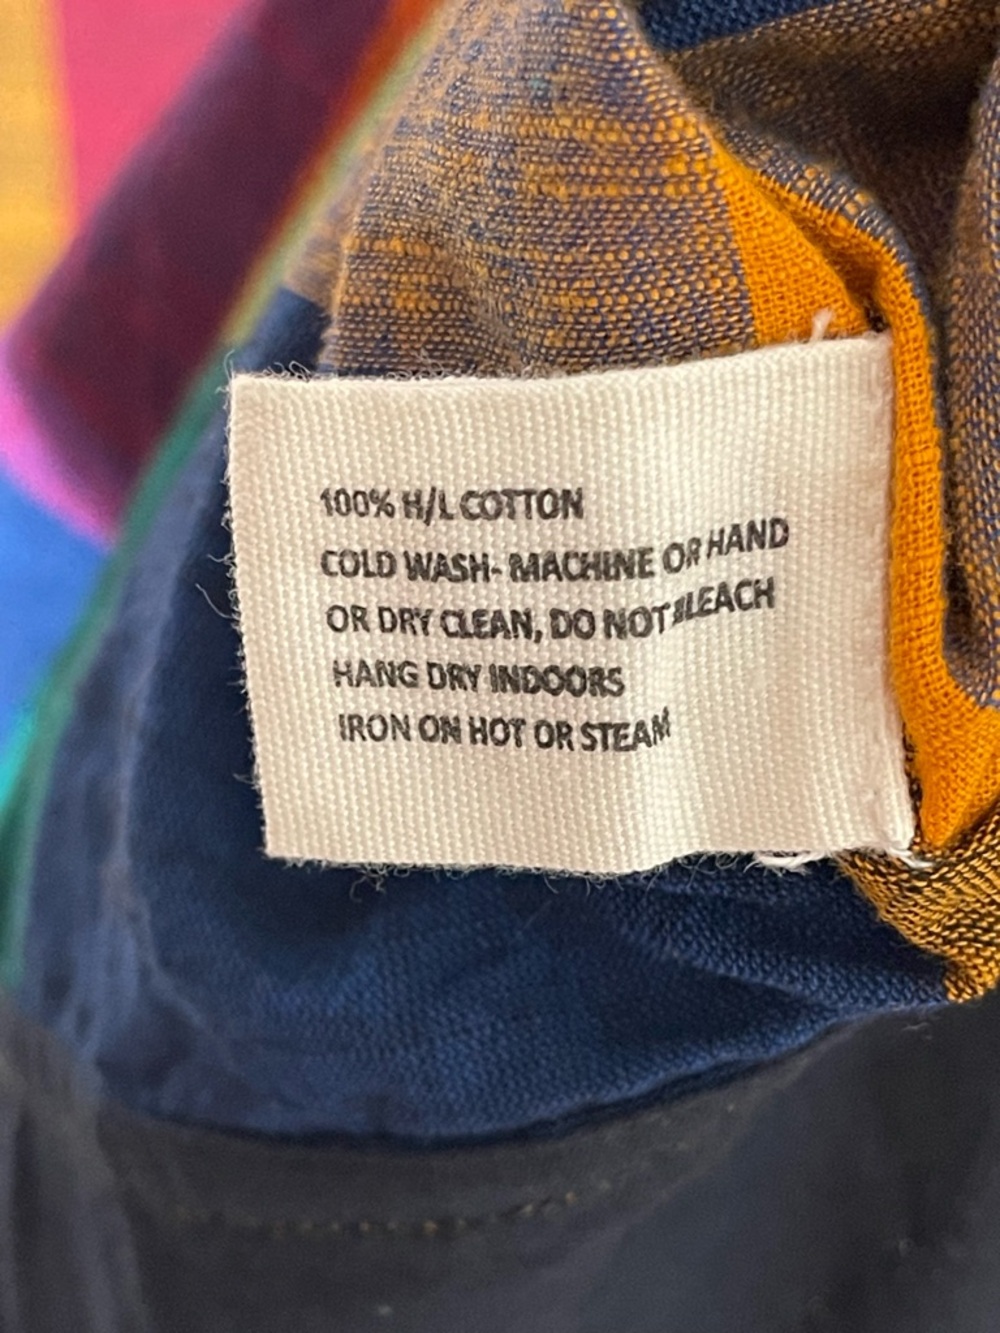 100% H/L COTTON
COLD WASH- MACHINE OR HAND
OR DRY CLEAN, DO NOT BLEACH
HANG DRY INDOORS
IRON ON HOT OR STEAM